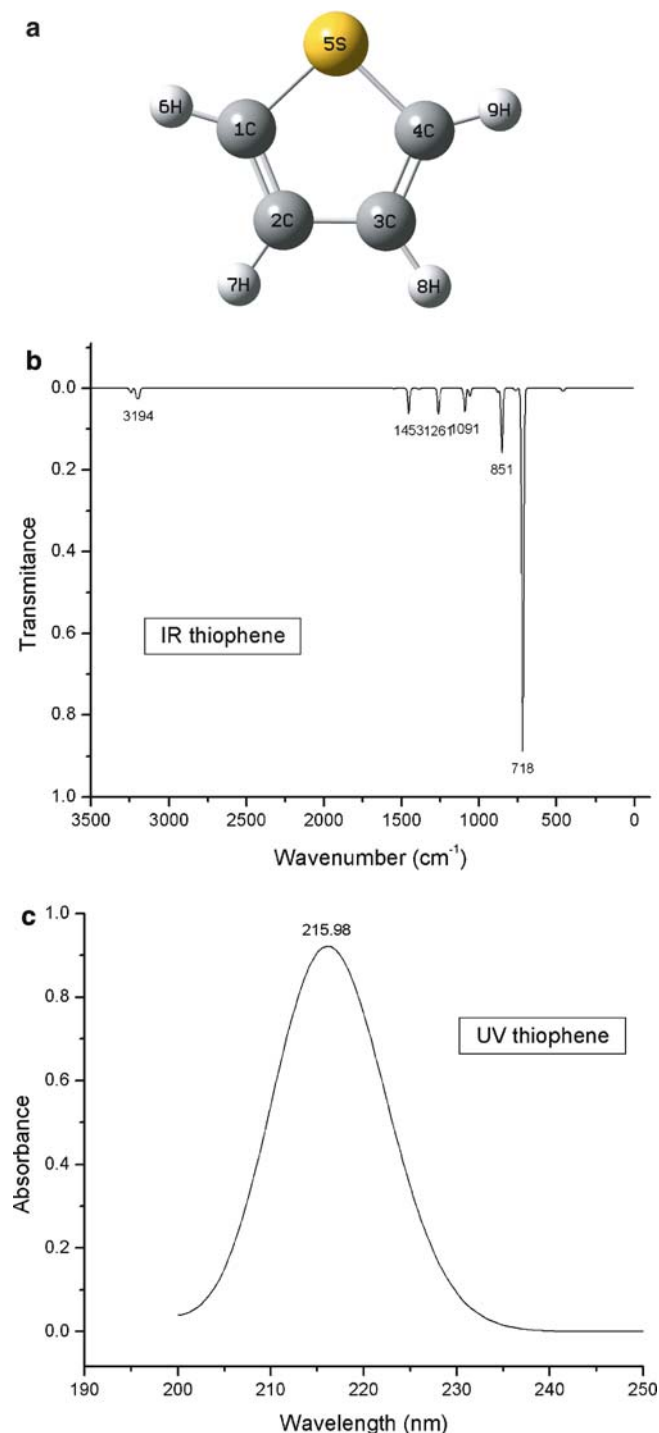 a
5S
6H
1C
4C
9H
2C
3C
7H
8H
b
0.0
3194
1453
1261
1091
0.2
851
0.4
Transmitance
0.6
IR thiophene
0.8
718
1.0
3500 3000 2500 2000 1500 1000 500 0
Wavenumber (cm⁻¹)
c
1.0
215.98
0.8
UV thiophene
0.6
Absorbance
0.4
0.2
0.0
190 200 210 220 230 240 250
Wavelength (nm)